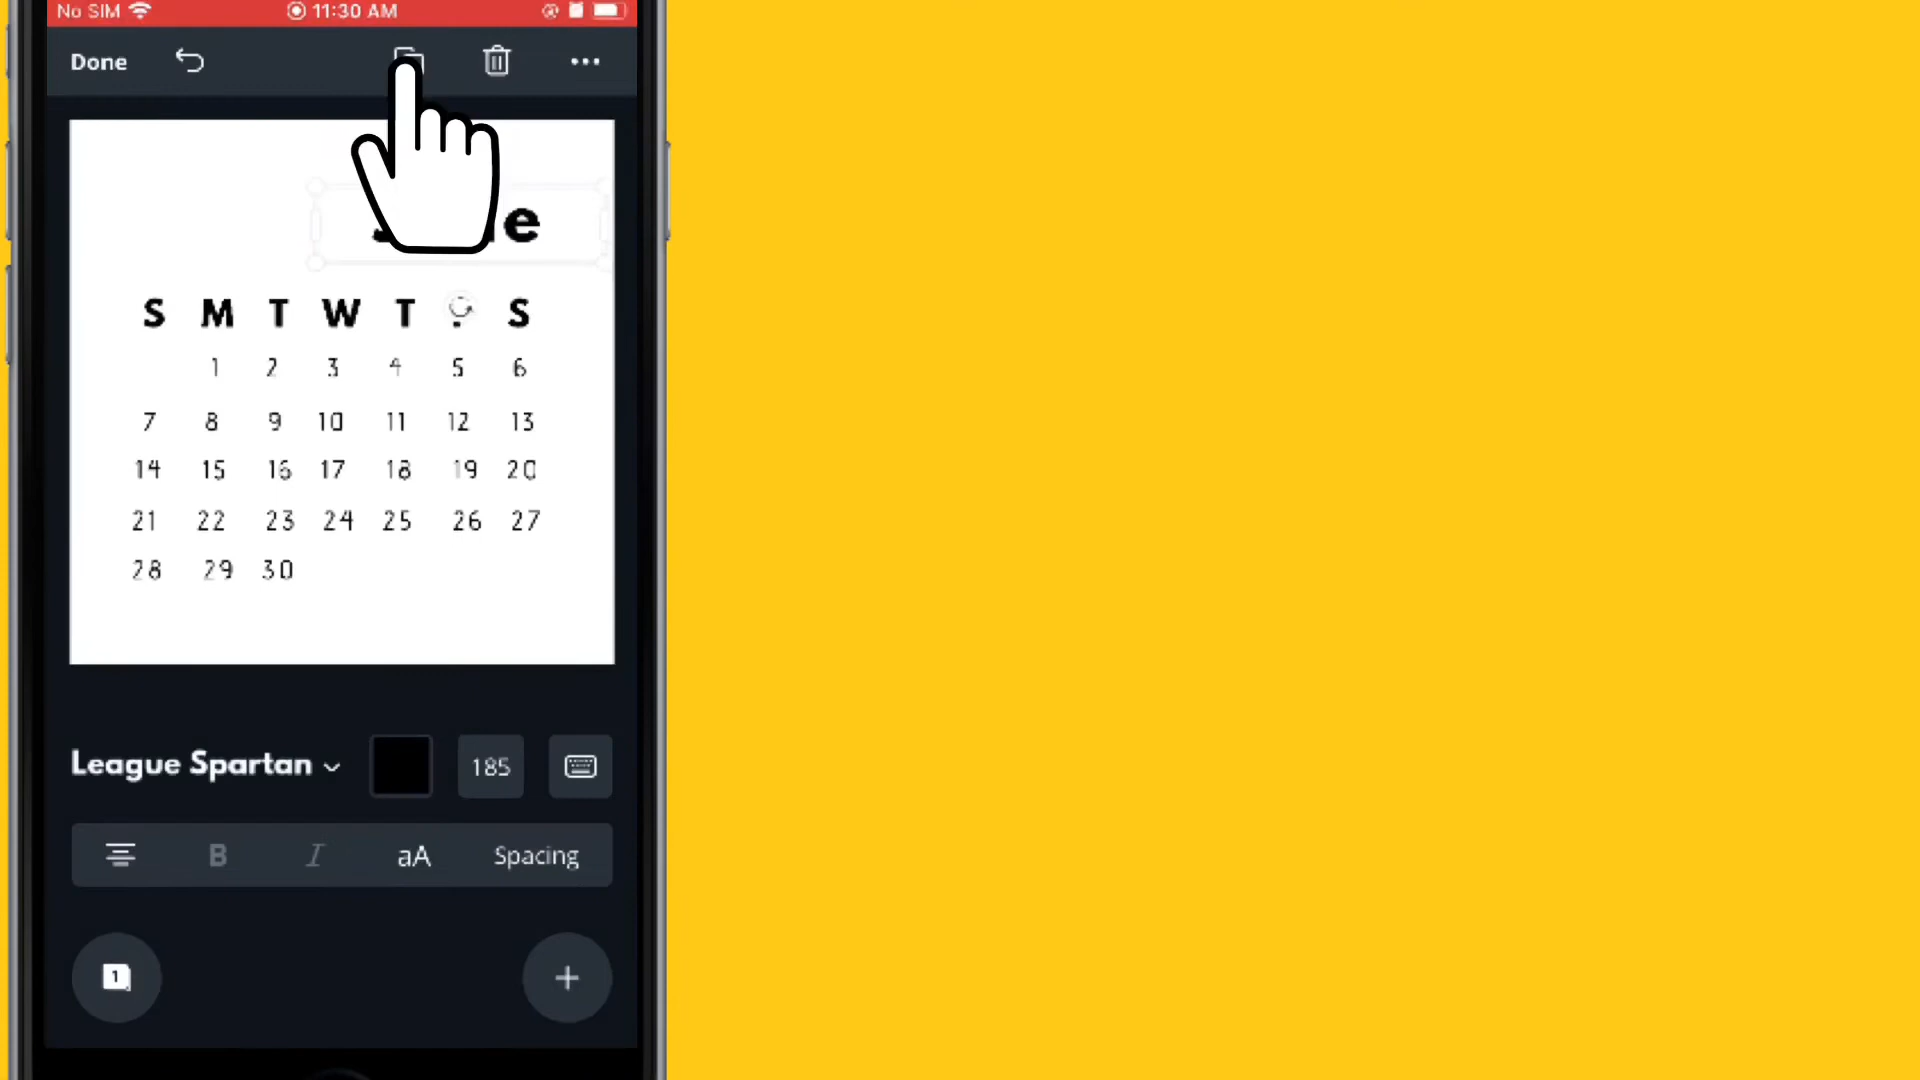 No SIM 11:30 AM
Done
e
S M T W T S
1 2 3 4 5 6
7 8 9 10 11 12 13
14 15 16 17 18 19 20
21 22 23 24 25 26 27
28 29 30
League Spartan 185
B I aA Spacing
1 +